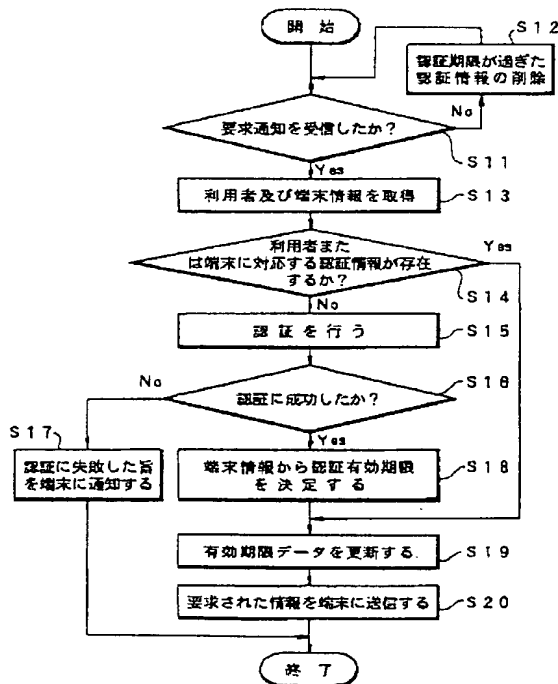 開始
S12
認証期限が過ぎた
認証情報の削除
No
要求通知を受信したか？
S11
Yes
利用者及び端末情報を取得
S13
利用者また
は端末に対応する認証情報が存在
するか？
Yes
S14
No
認証を行う
S15
No
認証に成功したか？
S16
S17
認証に失敗した旨
を端末に通知する
Yes
端末情報から認証有効期限
を決定する
S18
有効期限データを更新する.
S19
要求された情報を端末に送信する
S20
終了